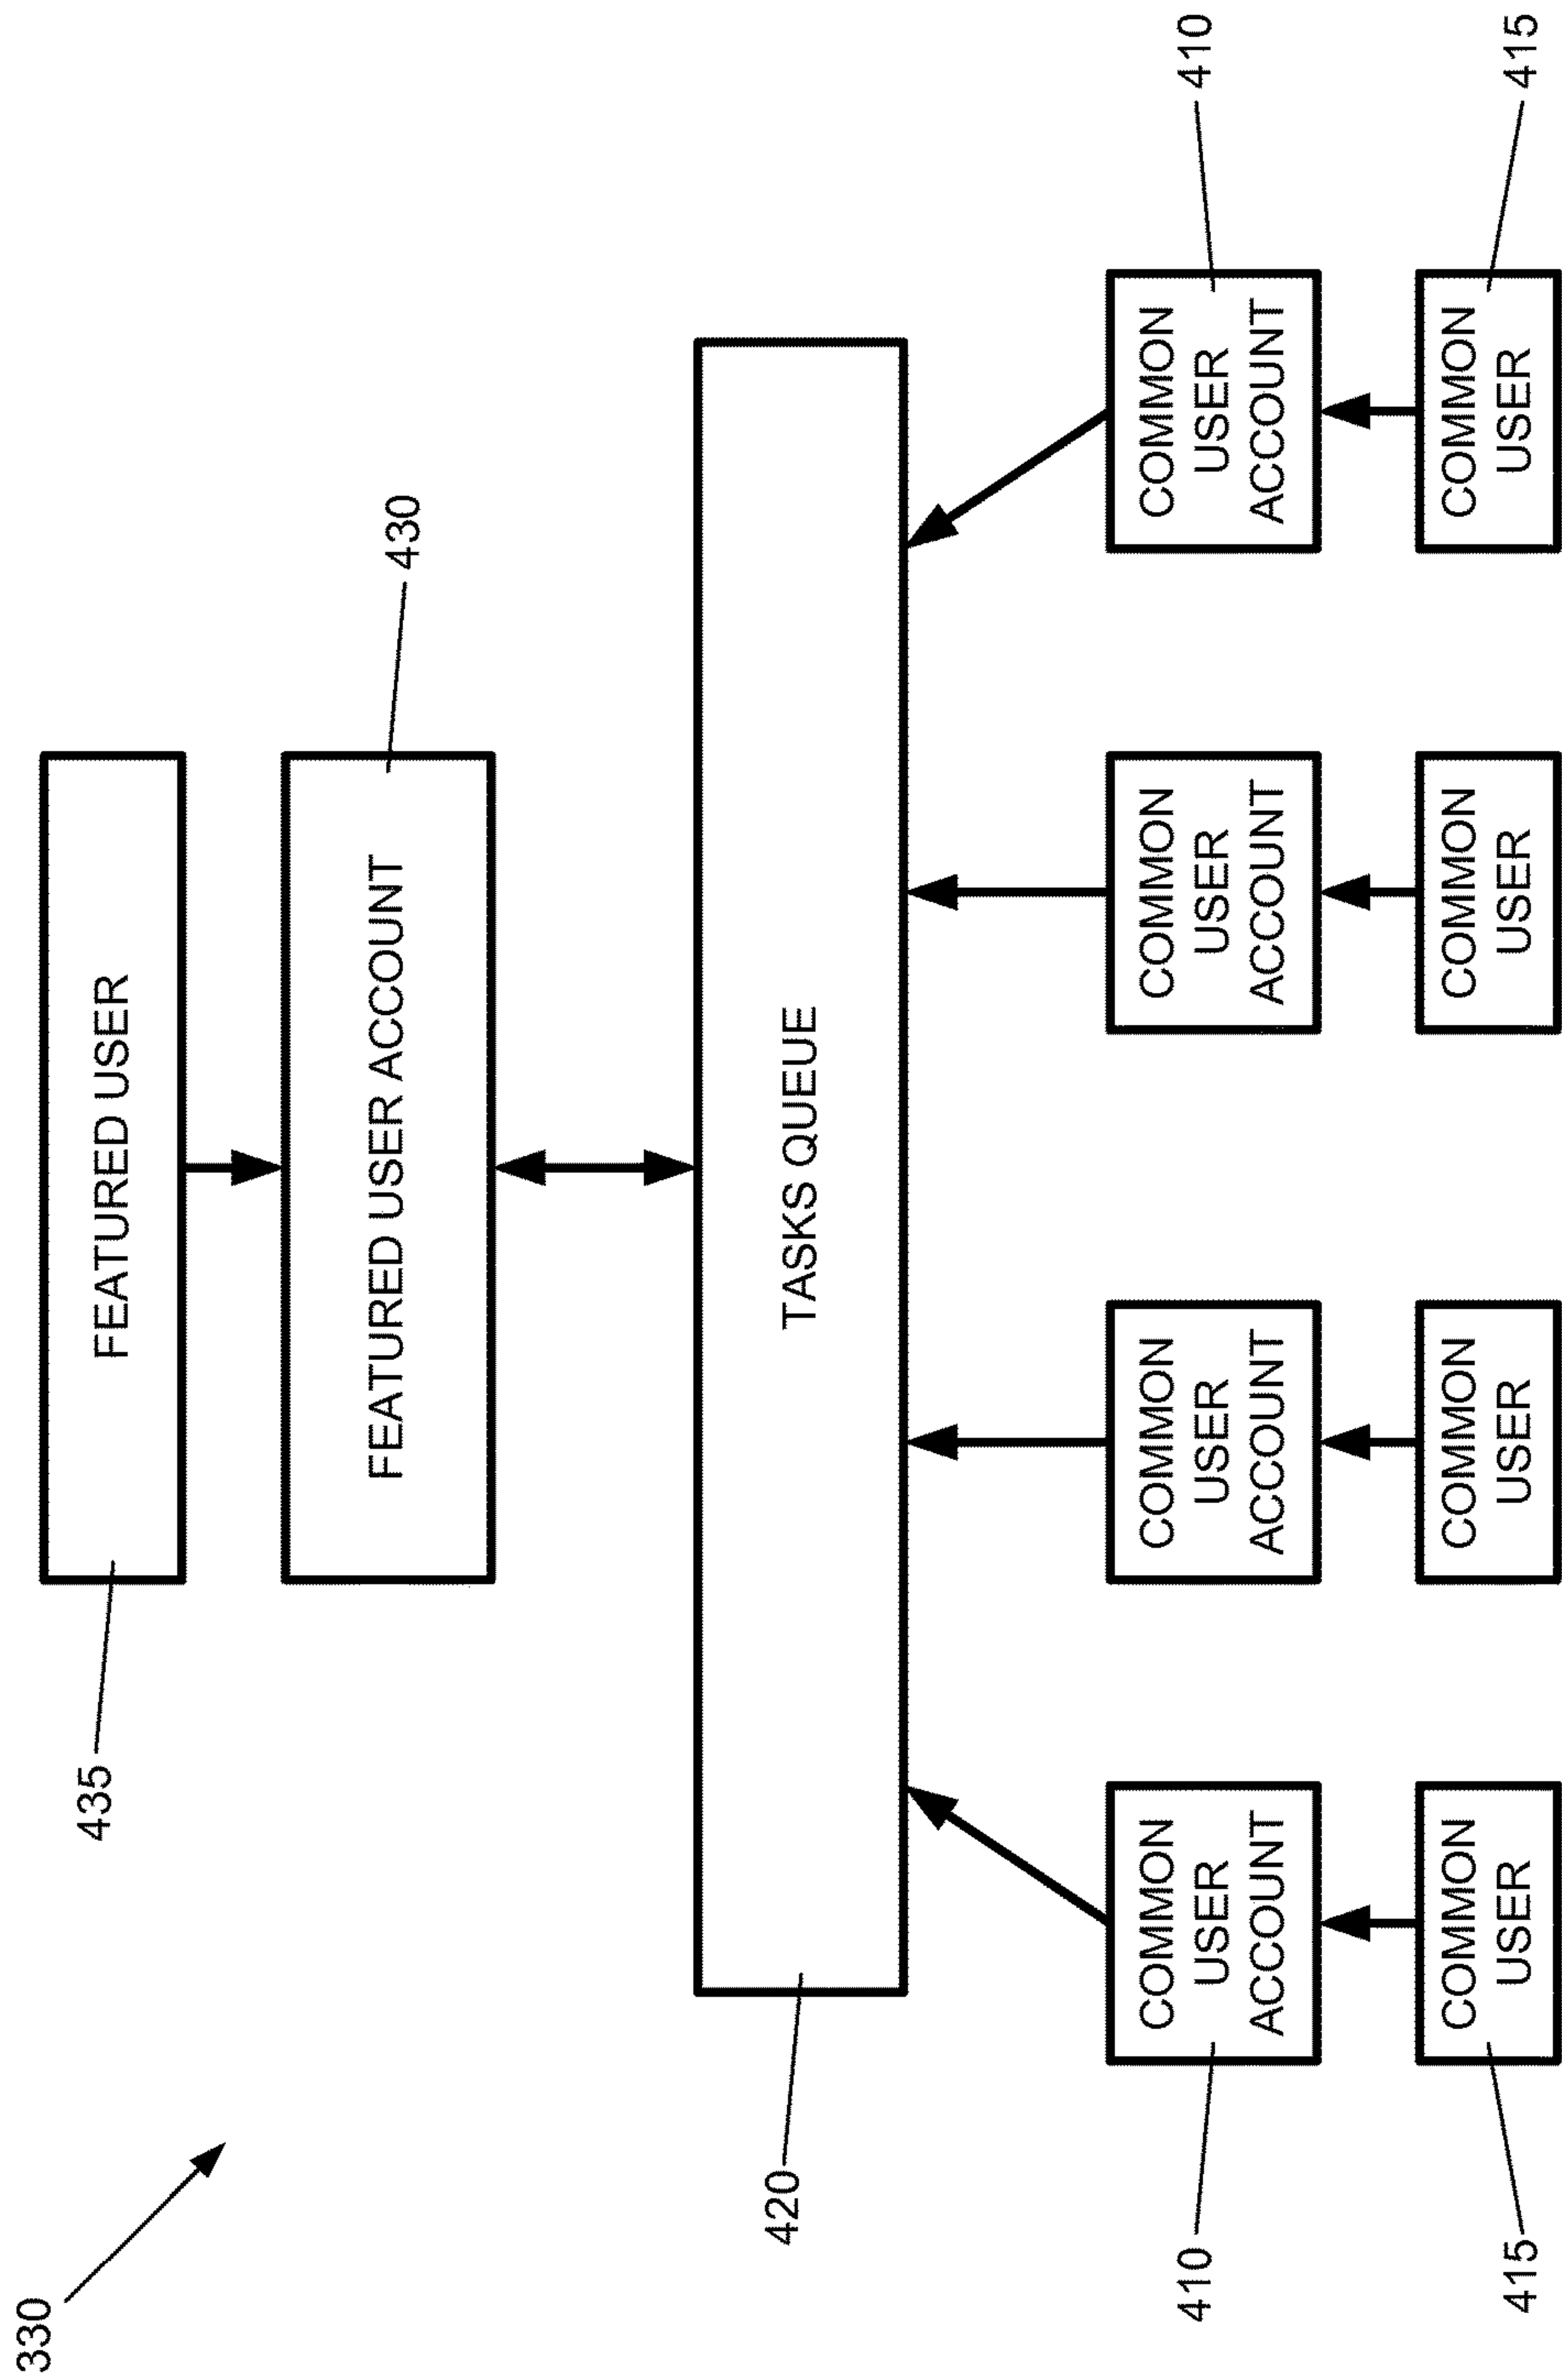 330
435
FEATURED USER
FEATURED USER ACCOUNT
430
420
TASKS QUEUE
410
COMMON
USER
ACCOUNT
COMMON
USER
ACCOUNT
COMMON
USER
ACCOUNT
COMMON
USER
ACCOUNT
410
415
COMMON
USER
COMMON
USER
COMMON
USER
COMMON
USER
415